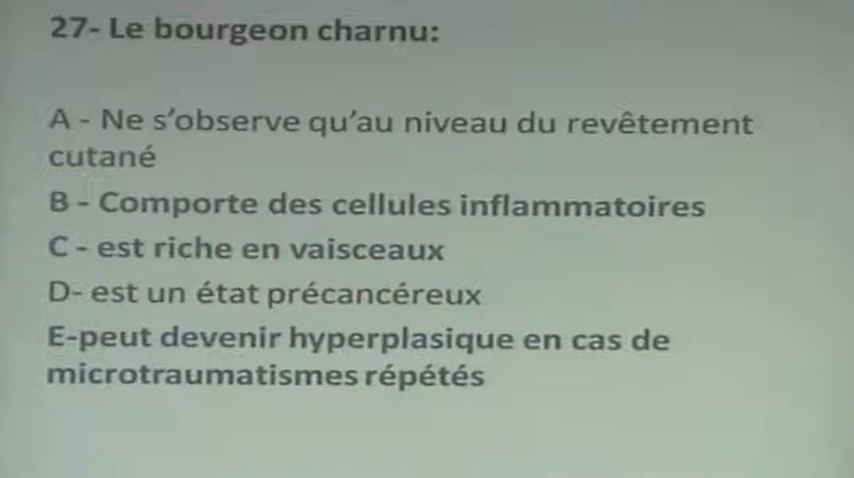 27- Le bourgeon charnu:
A - Ne s'observe qu'au niveau du revêtement
cutané
B - Comporte des cellules inflammatoires
C - est riche en vaisceaux
D- est un état précancéreux
E-peut devenir hyperplasique en cas de
microtraumatismes répétés